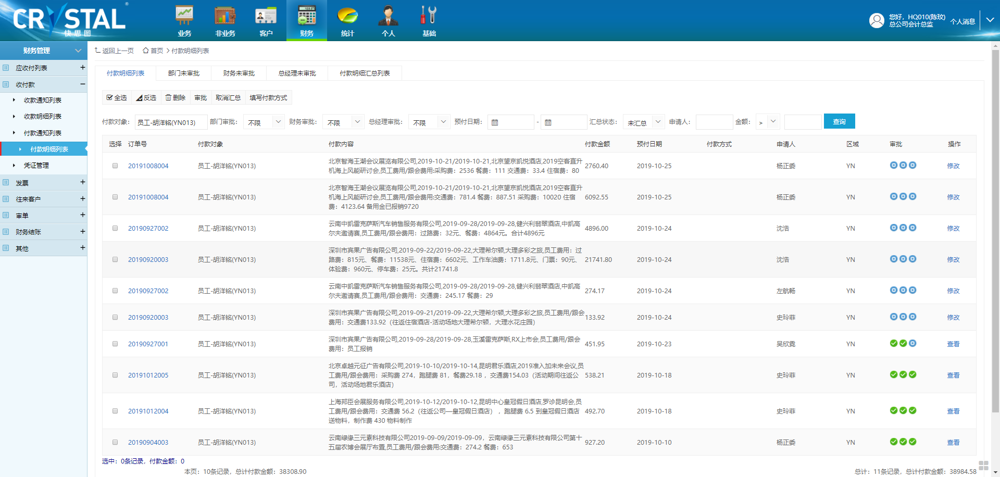 CRYSTAL®
快思图
业务
非业务
客户
财务
统计
个人
基础
您好，HQ010(陈玟)
总公司会计总监
个人消息
财务管理
应收付列表 +
收付款 −
收款通知列表
收款明细列表
付款通知列表
付款明细列表
凭证管理
发票 +
往来客户 +
审单 +
财务结账 +
其他 +
返回上一页 首页 > 付款明细列表
付款明细列表 部门未审批 财务未审批 总经理未审批 付款明细汇总列表
全选 反选 删除 审批 取消汇总 填写付款方式
付款对象： 员工-胡洋铭(YN013) 部门审批： 不限 财务审批： 不限 总经理审批： 不限 预付日期： - 汇总状态： 未汇总 申请人： 金额： > 查询
选择 订单号 付款对象 付款内容 付款金额 预付日期 付款方式 申请人 区域 审批 操作
北京智海王潮会议展览有限公司,2019-10-21/2019-10-21,北京望京凯悦酒店,2019空客直升
机海上风能研讨会,员工费用/跟会费用:采购费：2536 餐费：111 交通费：33.4 住宿费：80
20191008004 员工-胡洋铭(YN013) 2760.40 2019-10-25 杨正委 YN 修改
北京智海王潮会议展览有限公司,2019-10-21/2019-10-21,北京望京凯悦酒店,2019空客直升
机海上风能研讨会,员工费用/跟会费用:交通费：781.4 餐费：887.51 采购费：10020 住宿
费：4123.64 备用金已报销9720
20191008004 员工-胡洋铭(YN013) 6092.55 2019-10-25 杨正委 YN 修改
云南中凯雷克萨斯汽车销售服务有限公司,2019-09-28/2019-09-28,健兴利翡翠酒店,中凯高
尔夫邀请赛,员工费用/跟会费用：过路费：32元、餐费：4864元。合计4896元
20190927002 员工-胡洋铭(YN013) 4896.00 2019-10-24 沈浩 YN 修改
深圳市宾果广告有限公司,2019-09-22/2019-09-22,大理希尔顿,大理多彩之旅,员工费用：过
路费：815元、餐费：11538元、住宿费：6602元、工作车油费：1711.8元、门票：90元、
体验费：960元、停车费：25元。共计21741.8
20190920003 员工-胡洋铭(YN013) 21741.80 2019-10-24 沈浩 YN 修改
云南中凯雷克萨斯汽车销售服务有限公司,2019-09-28/2019-09-28,健兴利翡翠酒店,中凯高
尔夫邀请赛,员工费用/跟会费用：交通费：245.17 餐费：29
20190927002 员工-胡洋铭(YN013) 274.17 2019-10-24 左航畅 YN 修改
深圳市宾果广告有限公司,2019-09-21/2019-09-22,大理希尔顿,大理多彩之旅,员工费用/跟会
费用：交通费133.92（往返住宿酒店-活动场地大理希尔顿，大理水花庄园）
20190920003 员工-胡洋铭(YN013) 133.92 2019-10-24 史玲菲 YN 修改
深圳市宾果广告有限公司,2019-09-28/2019-09-28,玉溪雷克萨斯,RX上市会,员工费用/跟会
费用：员工报销
20190927001 员工-胡洋铭(YN013) 451.95 2019-10-23 吴欣霓 YN 查看
北京卓越元征广告有限公司,2019-10-10/2019-10-14,昆明君乐酒店,2019准入加未来会议,员
工费用/跟会费用：采购费 274，跑腿费 81，餐费29.18 ，交通费154.03（活动期间往返公
司，活动场地君乐酒店）
20191012005 员工-胡洋铭(YN013) 538.21 2019-10-18 史玲菲 YN 查看
上海邦臣会展服务有限公司,2019-10-12/2019-10-12,昆明中心皇冠假日酒店,罗诊昆明会,员
工费用/跟会费用：交通费 56.2（往返公司—皇冠假日酒店），跑腿费 6.5 到皇冠假日酒店
送物料，制作费 430 物料制作
20191012004 员工-胡洋铭(YN013) 492.70 2019-10-18 史玲菲 YN 查看
云南绿缘三元素科技有限公司2019-09-09/2019-09-09，云南绿缘三元素科技有限公司第十
五届农博会展厅布置,员工费用/跟会费用:交通费：274.2 餐费：653
20190904003 员工-胡洋铭(YN013) 927.20 2019-10-10 杨正委 YN 查看
选中：0条记录，付款金额：0
本页：10条记录，总计付款金额：38308.90
总计：11条记录，总计付款金额：38984.58